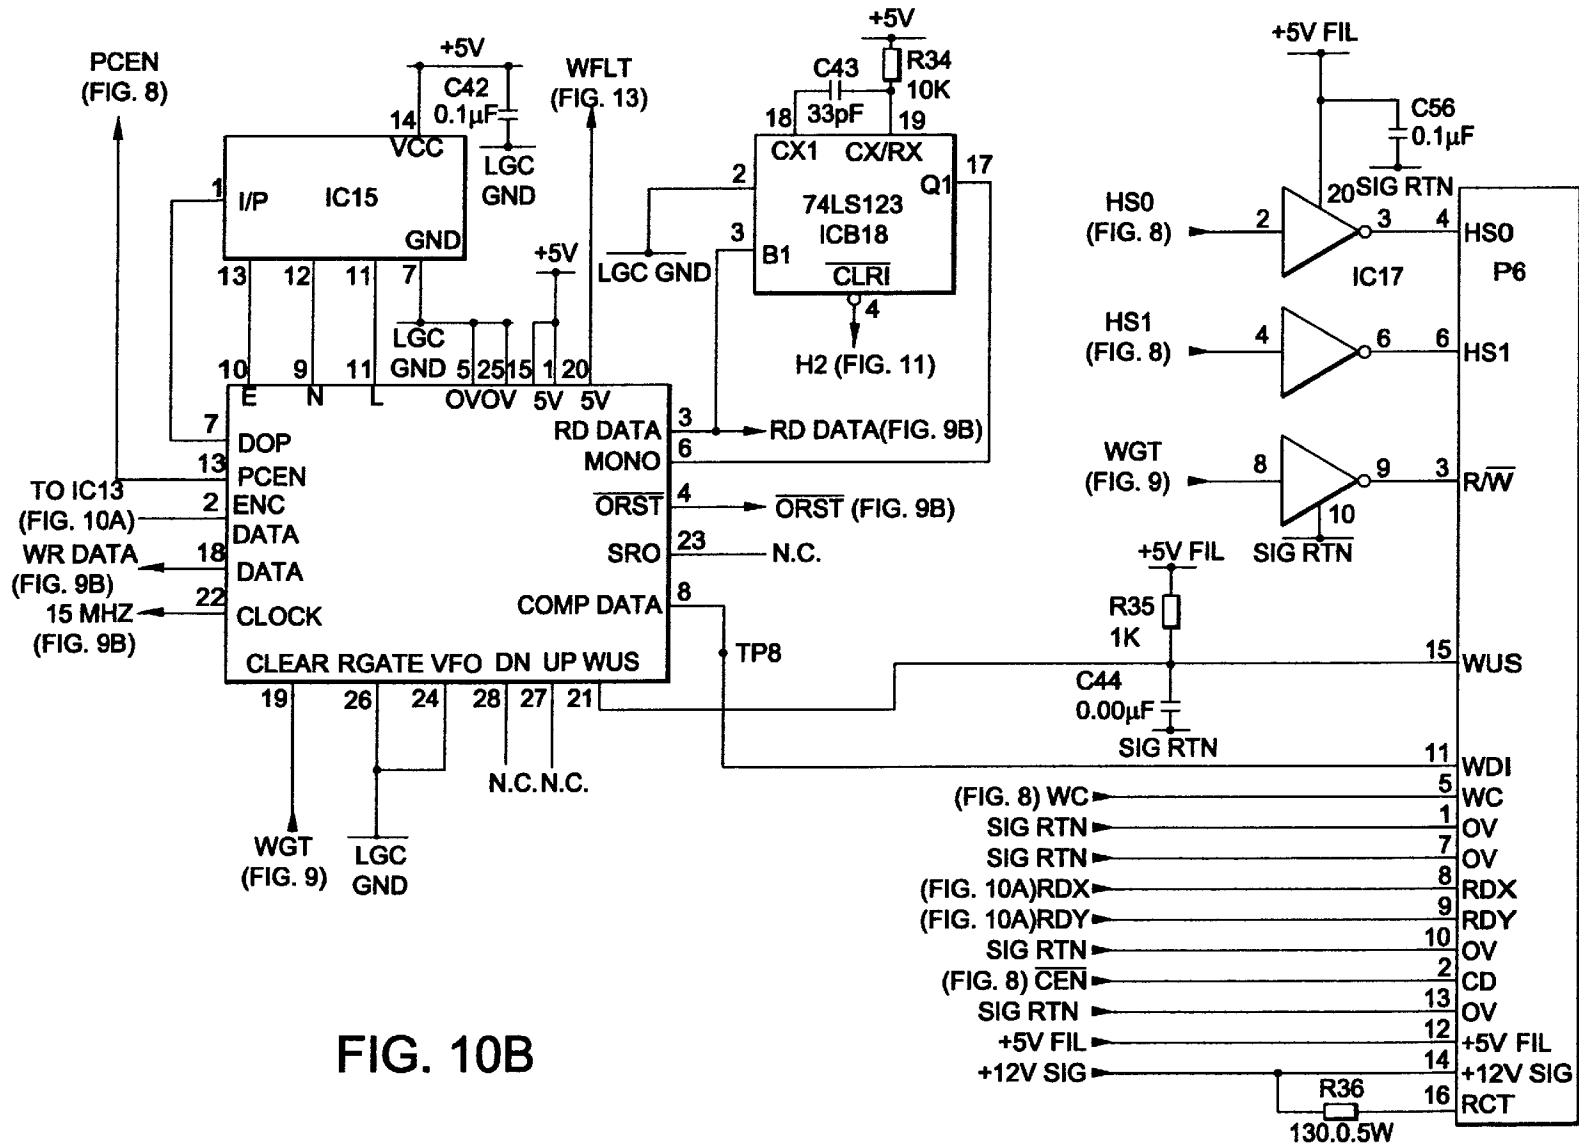 +5V
PCEN
(FIG. 8)
C42
0.1µF
WFLT
(FIG. 13)
LGC
GND
14
VCC
1
I/P
IC15
GND
13
12
11
7
LGC
GND
+5V
+5V
C43
33pF
R34
10K
18
19
CX1
CX/RX
2
17
Q1
74LS123
ICB18
3
B1
LGC GND
CLRI
4
H2 (FIG. 11)
+5V FIL
C56
0.1µF
SIG RTN
20
HS0
(FIG. 8)
2
3
4
HSO
IC17
P6
HS1
(FIG. 8)
4
6
6
HS1
WGT
(FIG. 9)
8
9
3
R/W
10
SIG RTN
10
9
11
5
25
15
1
20
E
N
L
OV
OV
5V
5V
7
DOP
13
PCEN
TO IC13
(FIG. 10A)
2
ENC
DATA
WR DATA
(FIG. 9B)
18
DATA
15 MHZ
(FIG. 9B)
22
CLOCK
RD DATA
3
RD DATA(FIG. 9B)
MONO
6
ORST
4
ORST (FIG. 9B)
SRO
23
N.C.
COMP DATA
8
TP8
CLEAR
RGATE
VFO
DN
UP
WUS
19
26
24
28
27
21
N.C.
N.C.
WGT
(FIG. 9)
LGC
GND
+5V FIL
R35
1K
C44
0.00µF
SIG RTN
15
WUS
11
WDI
(FIG. 8) WC
5
WC
SIG RTN
1
OV
SIG RTN
7
OV
(FIG. 10A)RDX
8
RDX
(FIG. 10A)RDY
9
RDY
SIG RTN
10
OV
(FIG. 8) CEN
2
CD
SIG RTN
13
OV
+5V FIL
12
+5V FIL
+12V SIG
14
+12V SIG
R36
130.0.5W
16
RCT
FIG. 10B